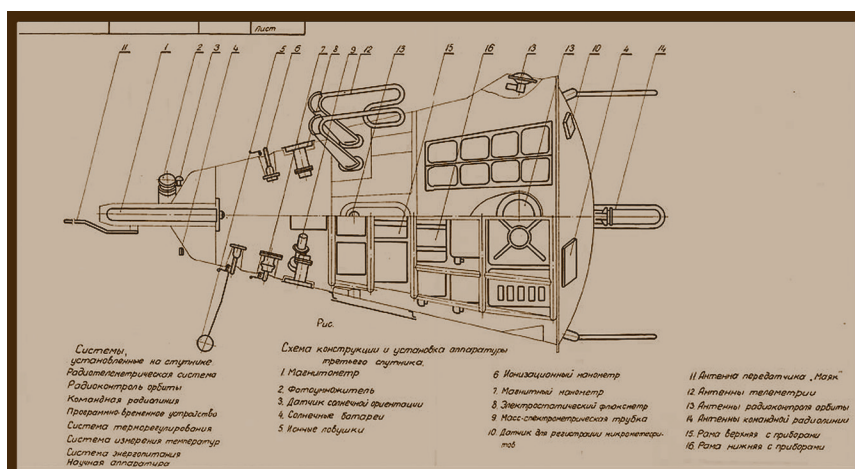 Лист
11 1 2 3 4 5 6 7 8 9 12 13 15 16 13 13 10 4 14
Рис.
Схема конструкции и установка аппаратуры
третьего спутника.
Системы,
установленные на спутнике
Радиотелеметрическая система
Радиоконтроль орбиты
Командная радиолиния
Программно временное устройство
Система терморегулирования
Система измерения температур
Система энергопитания
Научная аппаратура
1 Магнитометр
2 Фотоумножитель
3. Датчик солнечной ориентации
4. Солнечные батареи
5 Ионные ловушки
6 Ионизационный манометр
7. Магнитный манометр
8 Электростатический флюксметр
9. Масс-спектрометрическая трубка
10. Датчик для регистрации микрометеори-
тов
11 Антенна передатчика „Маяк"
12 Антенны телеметрии
13 Антенны радиоконтроля орбиты
14 Антенны командной радиолинии
15. Рама верхняя с приборами
16. Рама нижняя с приборами